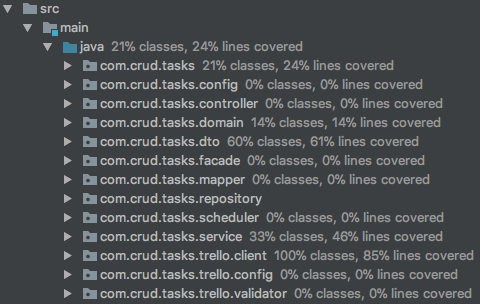 src
main
java 21% classes, 24% lines covered
com.crud.tasks 21% classes, 24% lines covered
com.crud.tasks.config 0% classes, 0% lines covered
com.crud.tasks.controller 0% classes, 0% lines covered
com.crud.tasks.domain 14% classes, 14% lines covered
com.crud.tasks.dto 60% classes, 61% lines covered
com.crud.tasks.facade 0% classes, 0% lines covered
com.crud.tasks.mapper 0% classes, 0% lines covered
com.crud.tasks.repository
com.crud.tasks.scheduler 0% classes, 0% lines covered
com.crud.tasks.service 33% classes, 46% lines covered
com.crud.tasks.trello.client 100% classes, 85% lines covered
com.crud.tasks.trello.config 0% classes, 0% lines covered
com.crud.tasks.trello.validator 0% classes, 0% lines covered